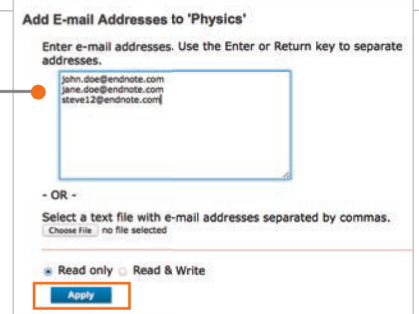 Add E-mail Addresses to 'Physics'
Enter e-mail addresses. Use the Enter or Return key to separate
addresses.
john.doe@endnote.com
jane.doe@endnote.com
steve12@endnote.com
- OR -
Select a text file with e-mail addresses separated by commas.
Choose File no file selected
Read only Read & Write
Apply